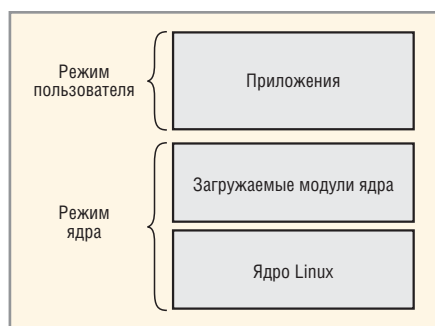 Режим
пользователя
Приложения
Загружаемые модули ядра
Режим
ядра
Ядро Linux